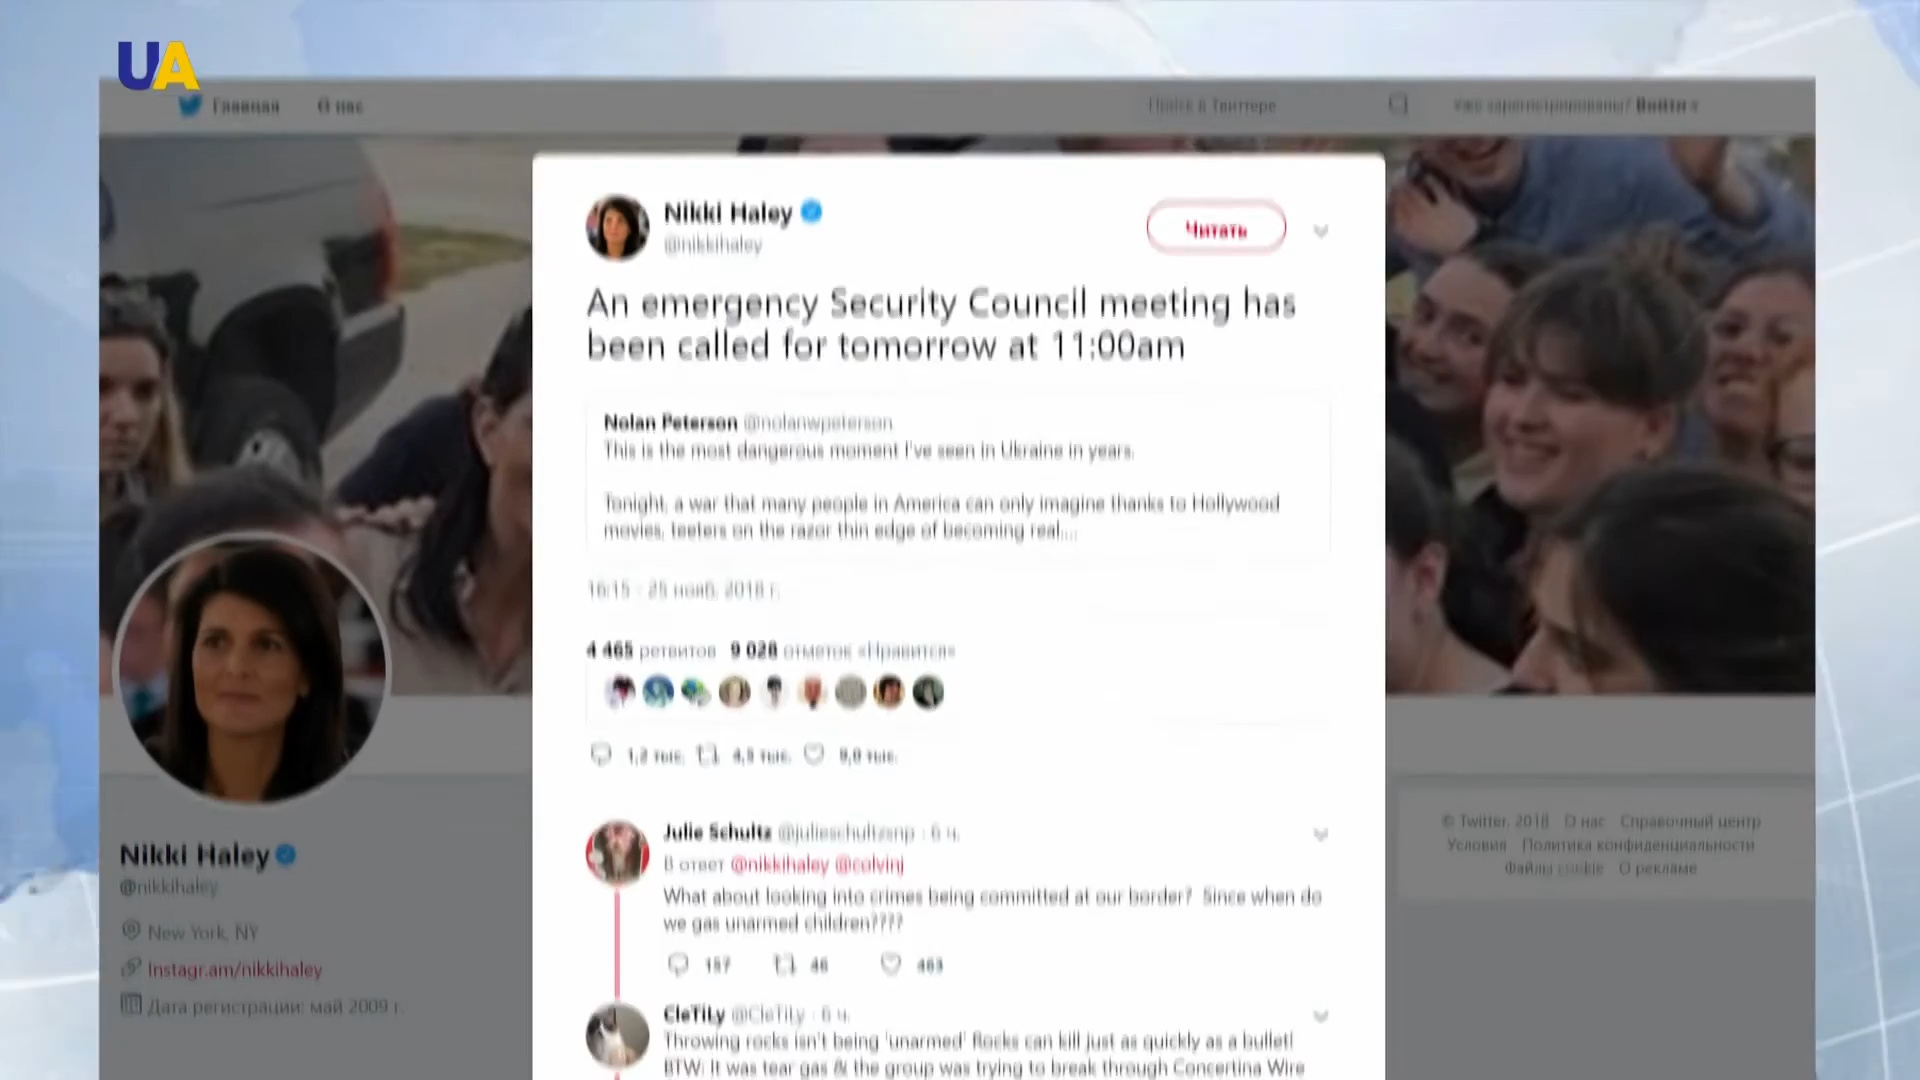 UA
Главная О нас
Поиск в Твиттере
Уже зарегистрированы? Войти
Nikki Haley
@nikkihaley
Читать
An emergency Security Council meeting has
been called for tomorrow at 11:00am
Nolan Peterson @nolanwpeterson
This is the most dangerous moment I've seen in Ukraine in years.
Tonight, a war that many people in America can only imagine thanks to Hollywood
movies, teeters on the razor thin edge of becoming real....
16:15 - 25 нояб. 2018 г.
4 465 ретвитов 9 028 отметок «Нравится»
1,2 тыс. 4,5 тыс. 9,0 тыс.
Julie Schultz @julieschultzsnp · 6 ч.
В ответ @nikkihaley @colvinj
What about looking into crimes being committed at our border? Since when do
we gas unarmed children????
157 46 463
CleTiLy @CleTiLy · 6 ч.
Throwing rocks isn't being 'unarmed' Rocks can kill just as quickly as a bullet!
BTW: It was tear gas & the group was trying to break through Concertina Wire
Nikki Haley
@nikkihaley
New York, NY
Instagr.am/nikkihaley
Дата регистрации: май 2009 г.
© Twitter, 2018 О нас Справочный центр
Условия Политика конфиденциальности
Файлы cookie О рекламе